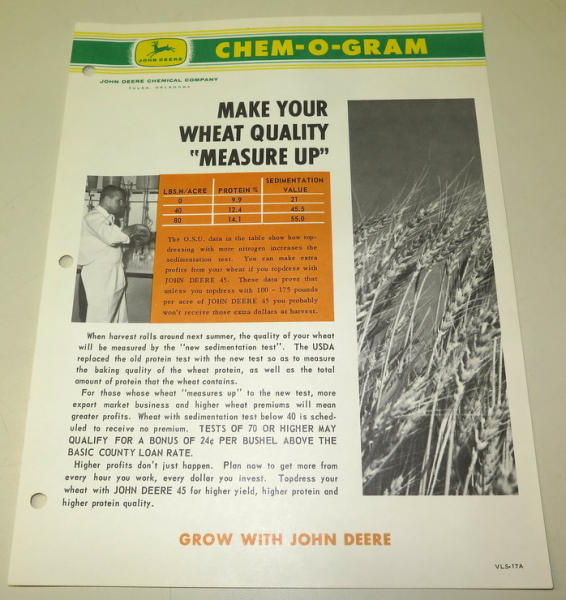 JOHN DEERE
CHEM-O-GRAM
JOHN DEERE CHEMICAL COMPANY
TULSA, OKLAHOMA
MAKE YOUR
WHEAT QUALITY
"MEASURE UP"
LBS.N/ACRE PROTEIN % SEDIMENTATION VALUE
0 9.9 21
40 12.4 45.5
80 14.1 55.0
The O.S.U. data in the table show how top-
dressing with more nitrogen increases the
sedimentation test. You can make extra
profits from your wheat if you topdress with
JOHN DEERE 45. These data prove that
unless you topdress with 100 - 175 pounds
per acre of JOHN DEERE 45 you probably
won't receive those extra dollars at harvest.
When harvest rolls around next summer, the quality of your wheat
will be measured by the "new sedimentation test". The USDA
replaced the old protein test with the new test so as to measure
the baking quality of the wheat protein, as well as the total
amount of protein that the wheat contains.
For those whose wheat "measures up" to the new test, more
export market business and higher wheat premiums will mean
greater profits. Wheat with sedimentation test below 40 is sched-
uled to receive no premium. TESTS OF 70 OR HIGHER MAY
QUALIFY FOR A BONUS OF 24¢ PER BUSHEL ABOVE THE
BASIC COUNTY LOAN RATE.
Higher profits don't just happen. Plan now to get more from
every hour you work, every dollar you invest. Topdress your
wheat with JOHN DEERE 45 for higher yield, higher protein and
higher protein quality.
GROW WITH JOHN DEERE
VLS-17A